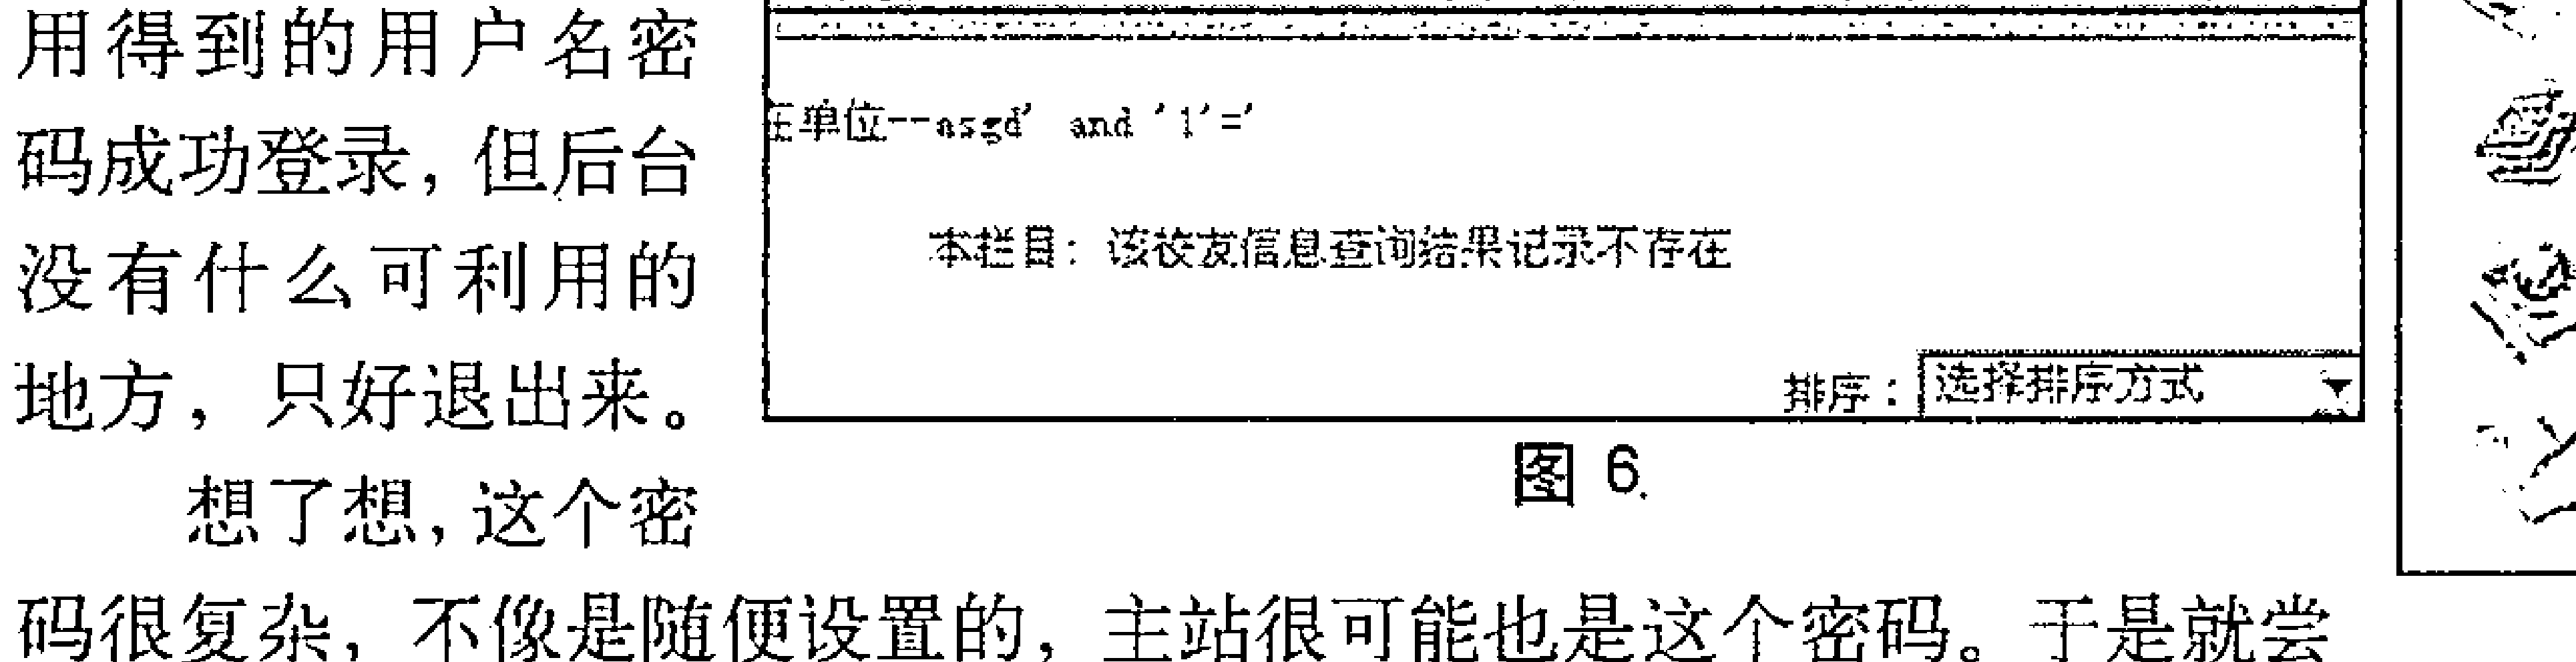 用得到的用户名密
码成功登录，但后台
没有什么可利用的
地方，只好退出来。
想了想，这个密
码很复杂，不像是随便设置的，主站很可能也是这个密码。于是就尝
在单位--asgd' and '1'='
本栏目：该校友信息查询结果记录不存在
排序：选择排序方式
图 6